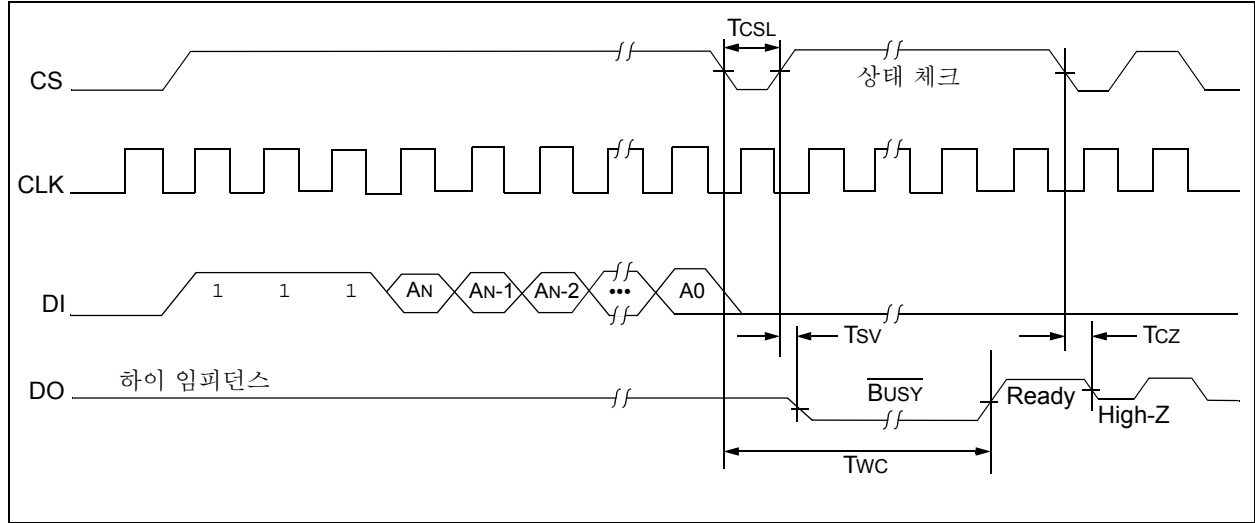 TCSL
CS
상태 체크
CLK
DI
1 1 1 AN AN-1 AN-2 ••• A0
TSV
TCZ
DO
하이 임피던스
BUSY
Ready
High-Z
TWC